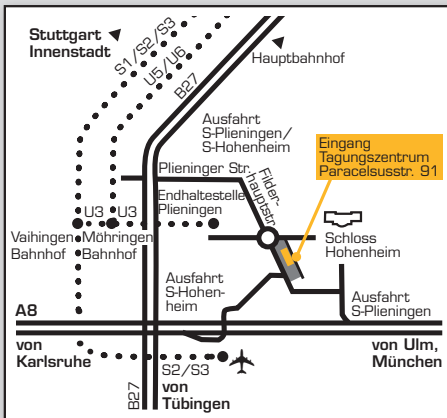 Stuttgart
Innenstadt
S1/S2/S3
U5/U6
B27
Hauptbahnhof
Ausfahrt
S-Plieningen/
S-Hohenheim
Eingang
Tagungszentrum
Paracelsusstr. 91
Plieninger Str.
Filder-
hauptstr.
Endhaltestelle
Plieningen
U3
U3
Vaihingen
Bahnhof
Möhringen
Bahnhof
Schloss
Hohenheim
Ausfahrt
S-Hohen-
heim
Ausfahrt
S-Plieningen
A8
von
Karlsruhe
von Ulm,
München
S2/S3
B27
von
Tübingen